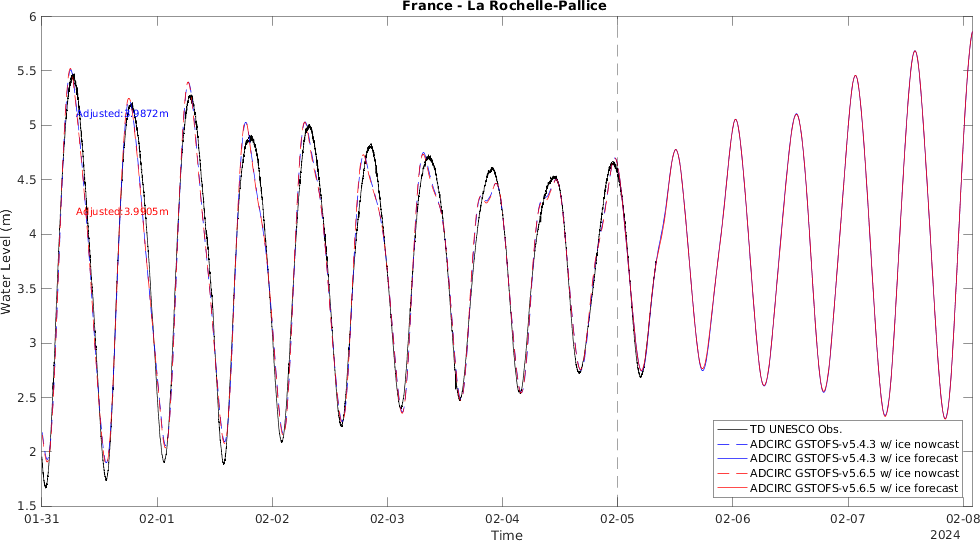 France - La Rochelle-Pallice
6
5.5
5
4.5
4
3.5
3
2.5
2
1.5
Water Level (m)
Adjusted:3.9872m
Adjusted:3.9905m
TD UNESCO Obs.
ADCIRC GSTOFS-v5.4.3 w/ ice nowcast
ADCIRC GSTOFS-v5.4.3 w/ ice forecast
ADCIRC GSTOFS-v5.6.5 w/ ice nowcast
ADCIRC GSTOFS-v5.6.5 w/ ice forecast
01-31 02-01 02-02 02-03 02-04 02-05 02-06 02-07 02-08
Time 2024